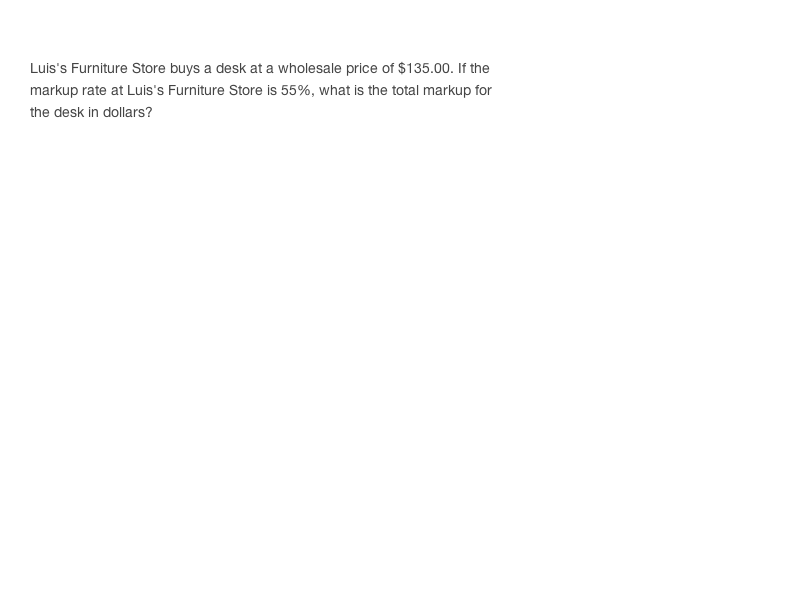 Luis's Furniture Store buys a desk at a wholesale price of $135.00. If the
markup rate at Luis's Furniture Store is 55%, what is the total markup for
the desk in dollars?